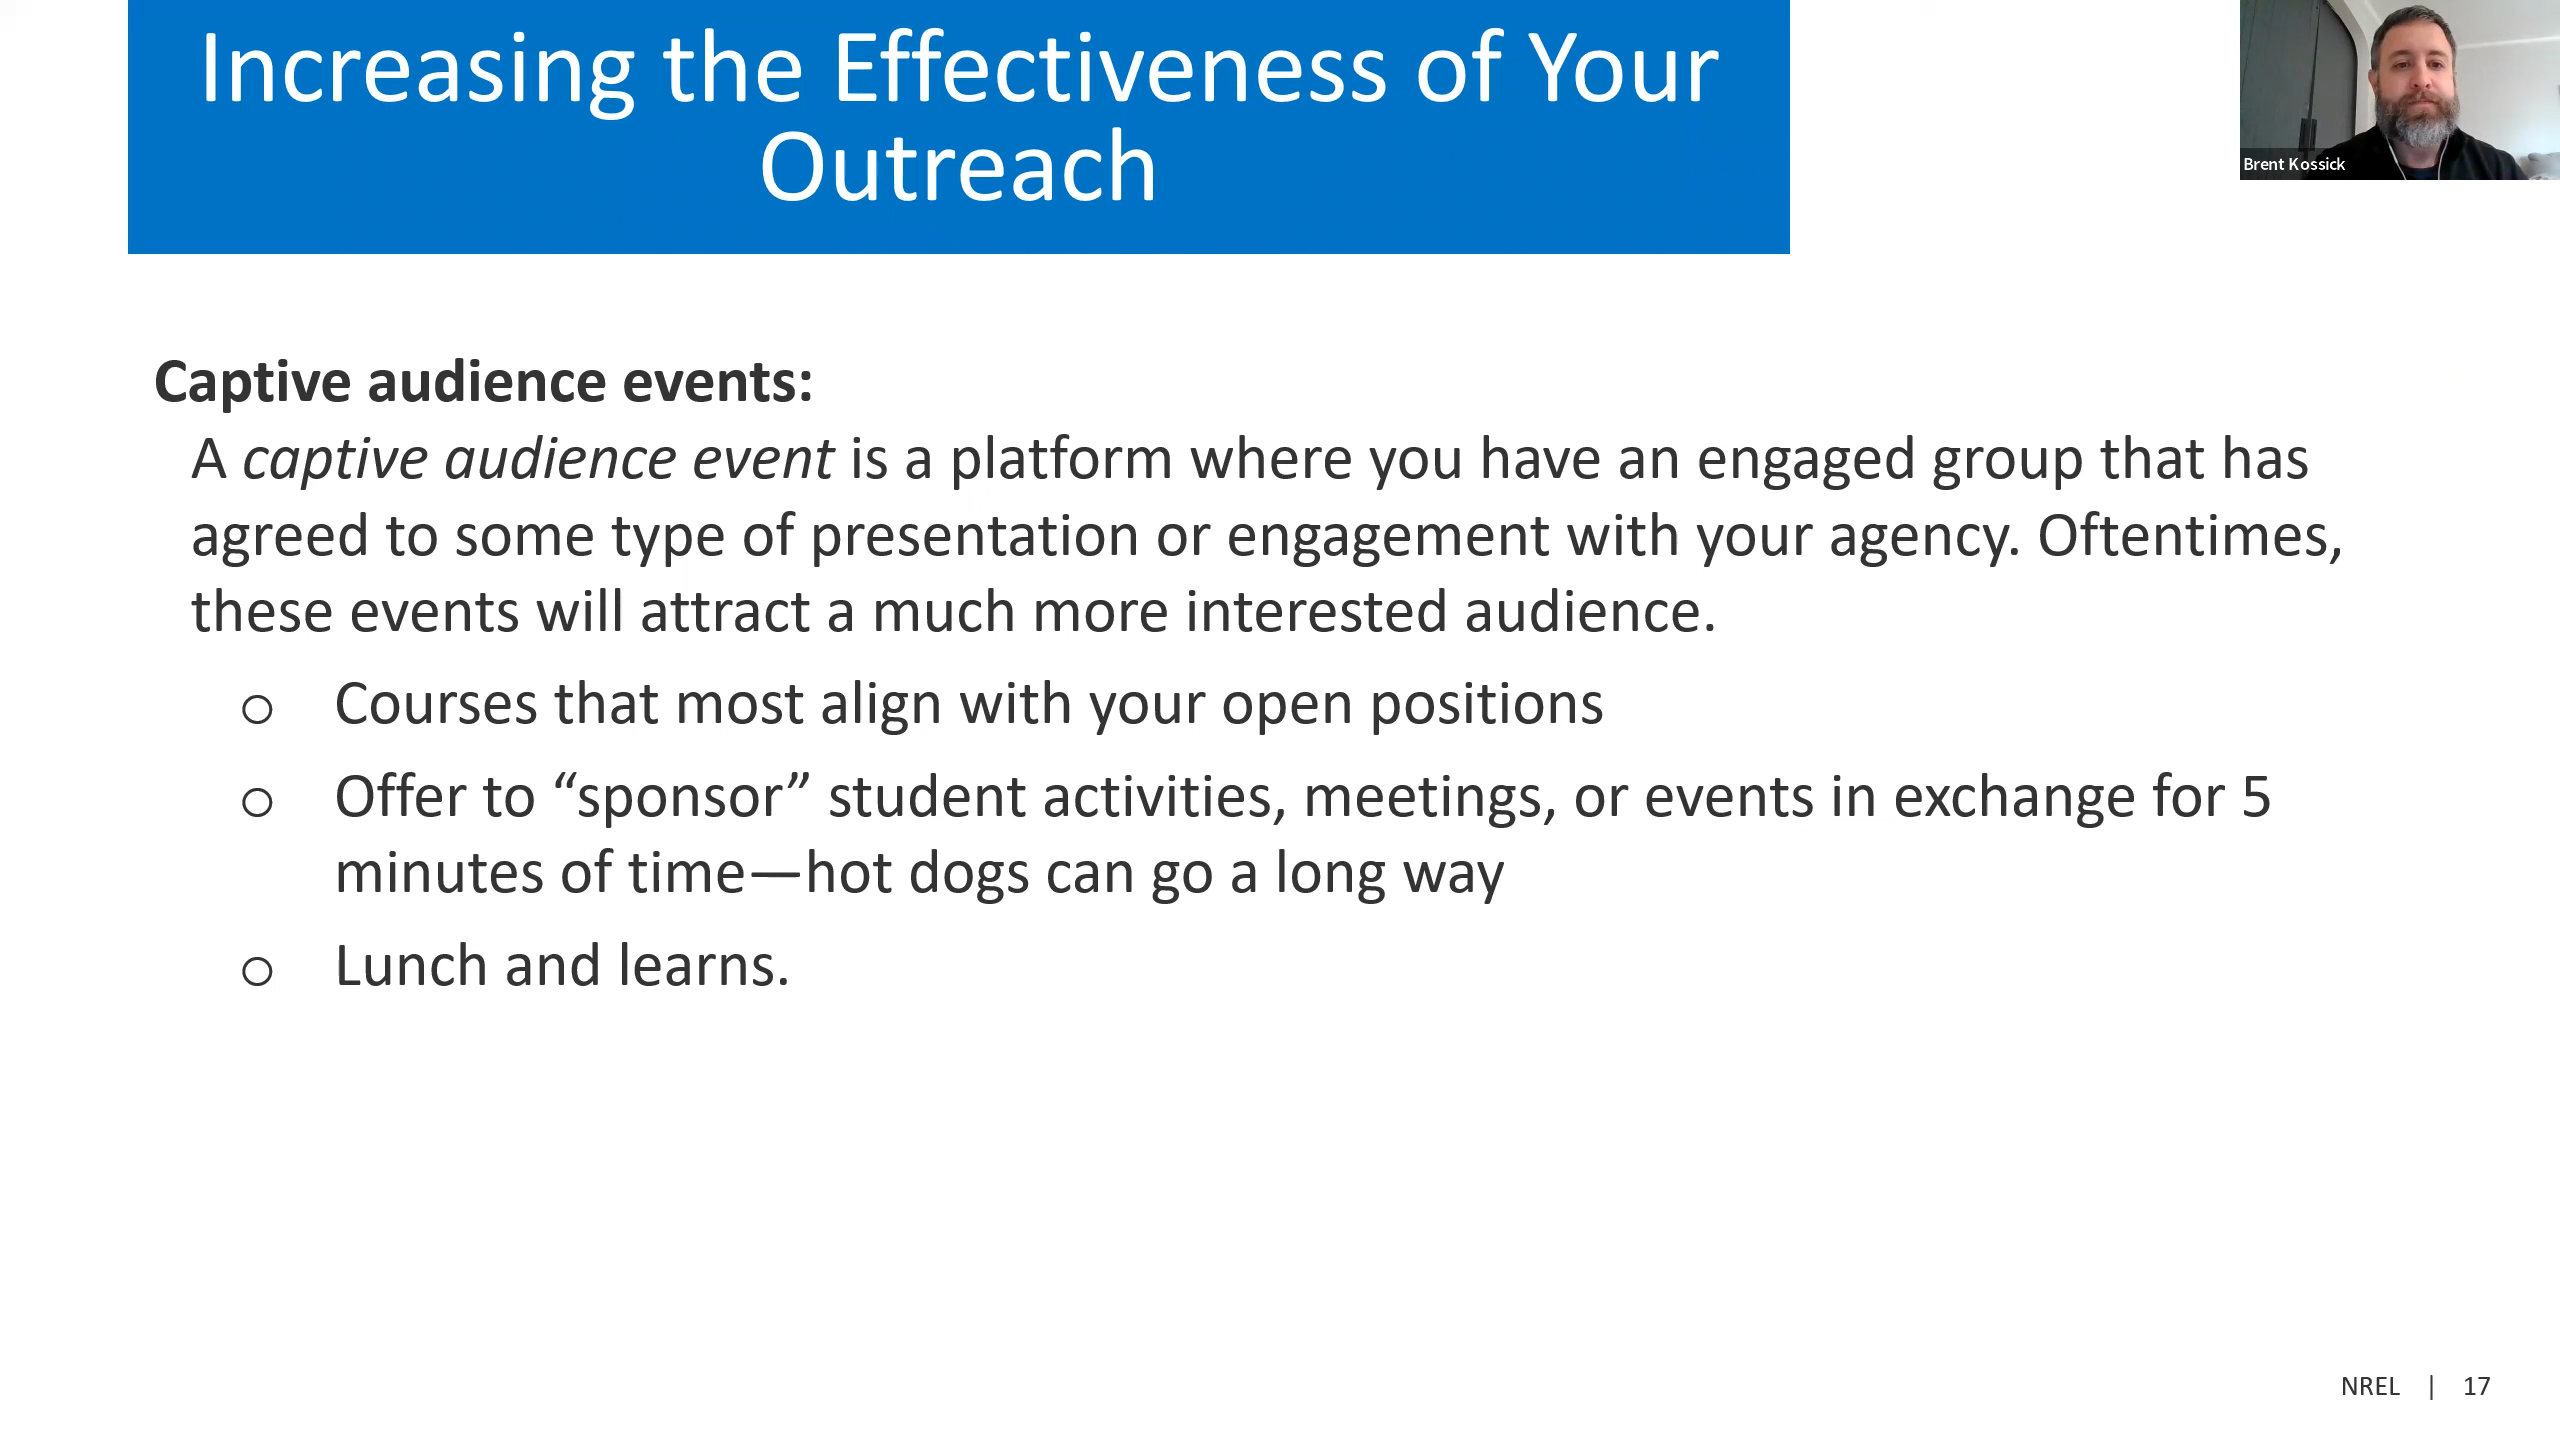 Increasing the Effectiveness of Your
Outreach
Brent Kossick
Captive audience events:
A captive audience event is a platform where you have an engaged group that has
agreed to some type of presentation or engagement with your agency. Oftentimes,
these events will attract a much more interested audience.
o Courses that most align with your open positions
o Offer to “sponsor” student activities, meetings, or events in exchange for 5
minutes of time—hot dogs can go a long way
o Lunch and learns.
NREL | 17